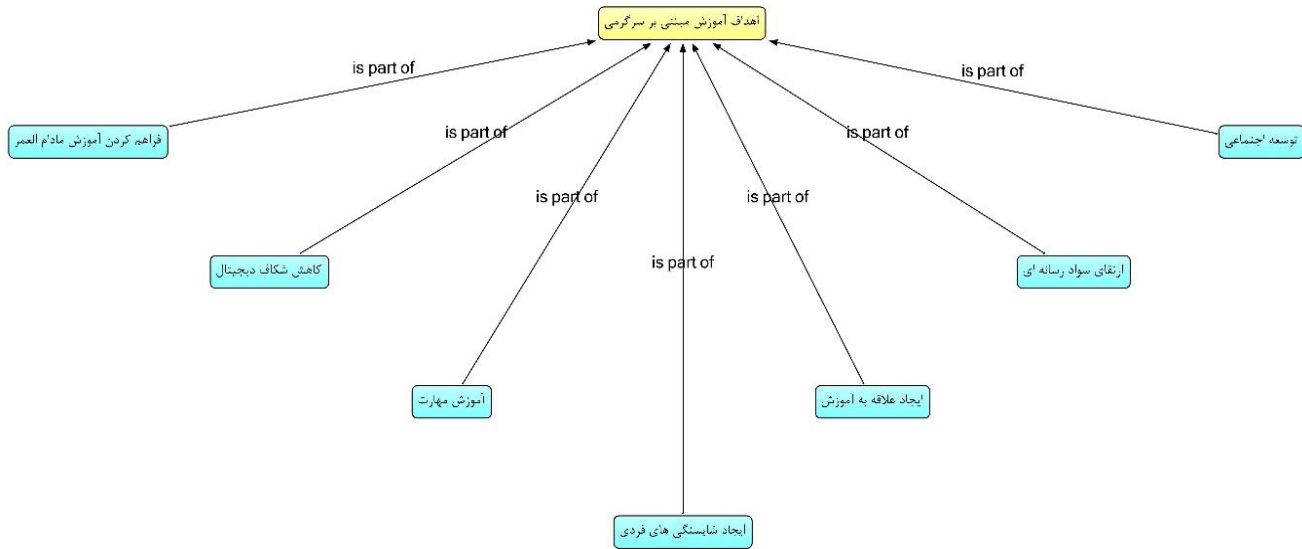 اهداف آموزش مبتنی بر سرگرمی
is part of
is part of
فراهم کردن آموزش مادام العمر
توسعه اجتماعی
is part of
is part of
is part of
is part of
is part of
کاهش شکاف دیجیتال
ارتقای سواد رسانه ای
آموزش مهارت
ایجاد علاقه به آموزش
ایجاد شایستگی های فردی